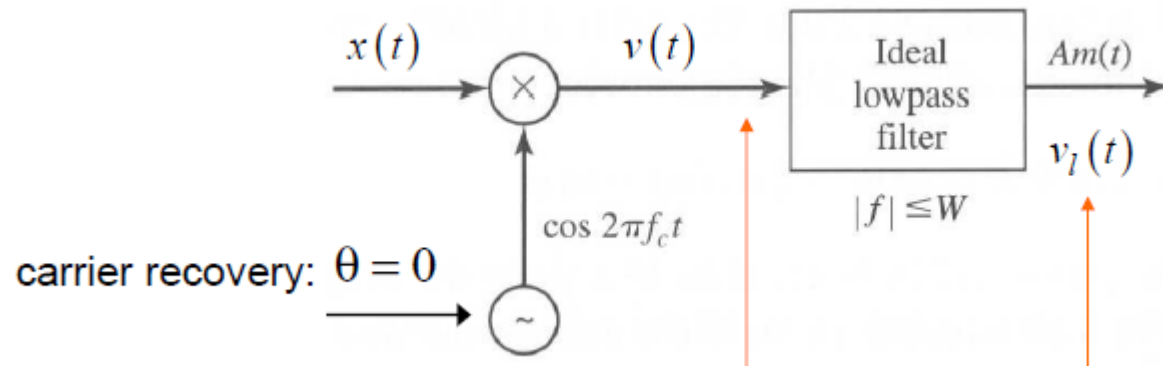 x(t)
v(t)
Ideal
lowpass
filter
Am(t)
v_l(t)
|f| ≤ W
cos 2πf_c t
carrier recovery: θ = 0
×
~